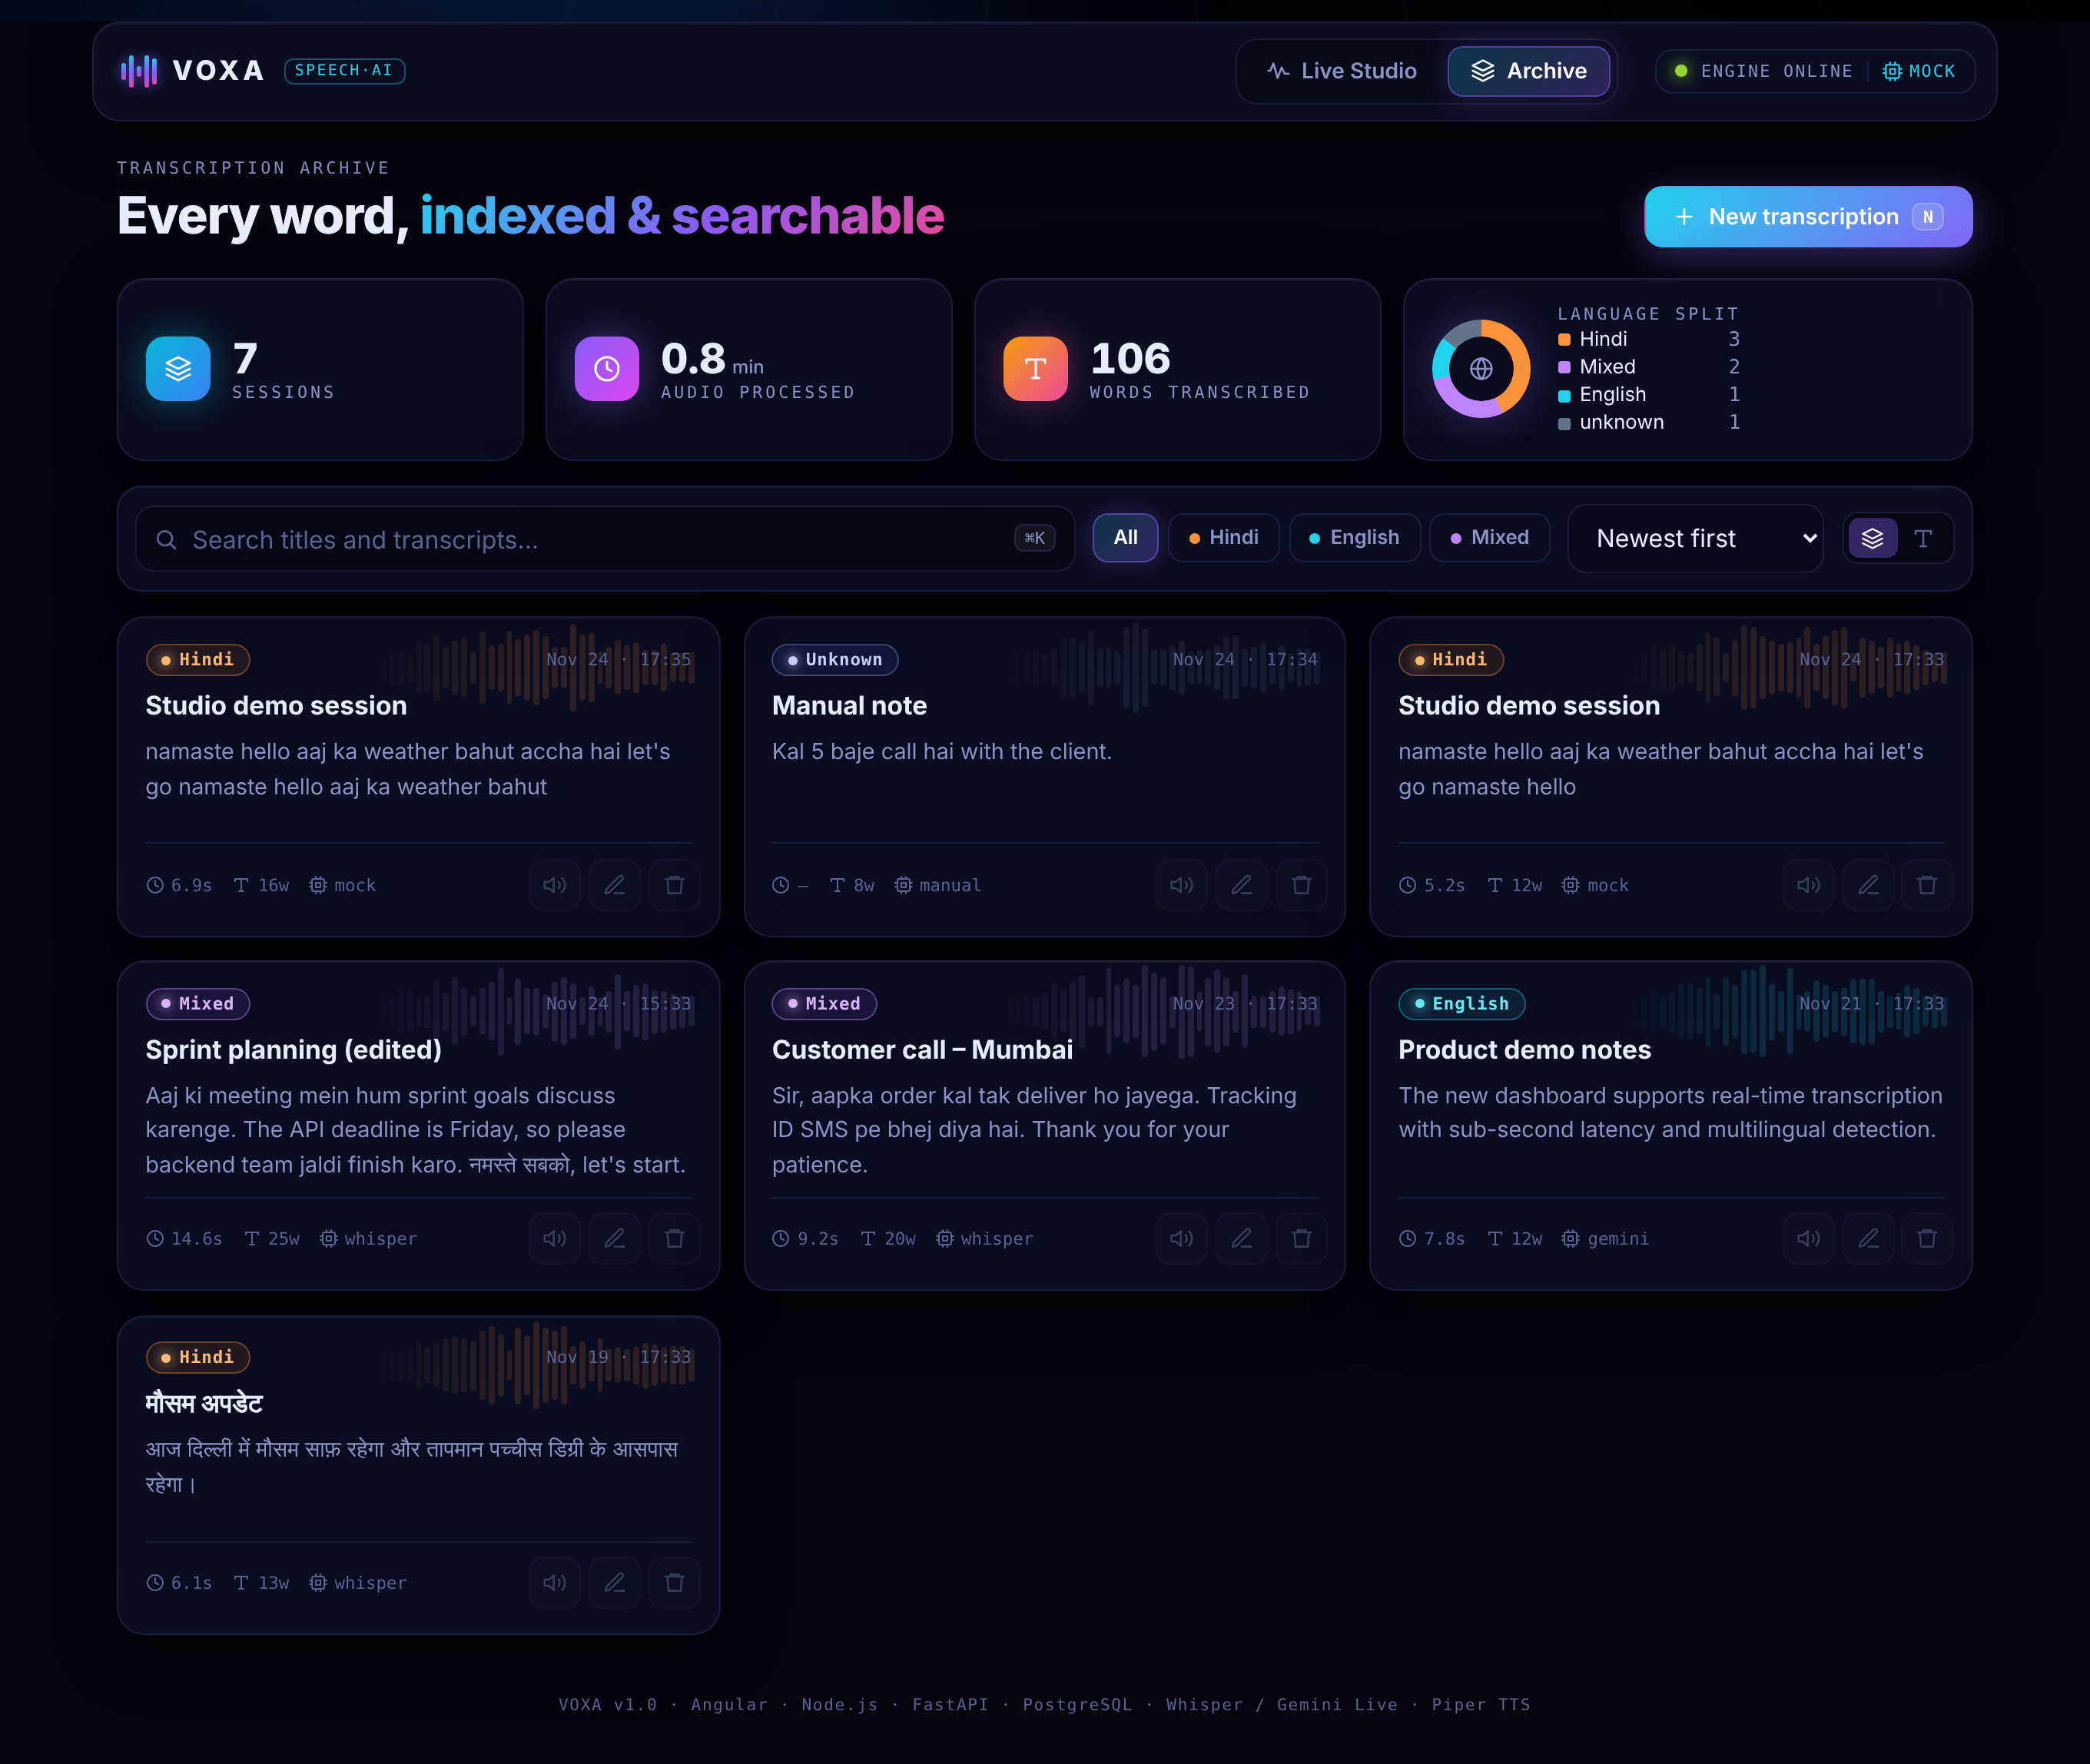 VOXA SPEECH·AI Live Studio Archive ENGINE ONLINE MOCK
TRANSCRIPTION ARCHIVE
Every word, indexed & searchable
New transcription N
7
SESSIONS
0.8 min
AUDIO PROCESSED
106
WORDS TRANSCRIBED
LANGUAGE SPLIT
Hindi 3
Mixed 2
English 1
unknown 1
Search titles and transcripts... ⌘K All Hindi English Mixed Newest first
Hindi Nov 24 · 17:35
Studio demo session
namaste hello aaj ka weather bahut accha hai let's
go namaste hello aaj ka weather bahut
6.9s 16w mock
Unknown Nov 24 · 17:34
Manual note
Kal 5 baje call hai with the client.
– 8w manual
Hindi Nov 24 · 17:33
Studio demo session
namaste hello aaj ka weather bahut accha hai let's
go namaste hello
5.2s 12w mock
Mixed Nov 24 · 15:33
Sprint planning (edited)
Aaj ki meeting mein hum sprint goals discuss
karenge. The API deadline is Friday, so please
backend team jaldi finish karo. नमस्ते सबको, let's start.
14.6s 25w whisper
Mixed Nov 23 · 17:33
Customer call – Mumbai
Sir, aapka order kal tak deliver ho jayega. Tracking
ID SMS pe bhej diya hai. Thank you for your
patience.
9.2s 20w whisper
English Nov 21 · 17:33
Product demo notes
The new dashboard supports real-time transcription
with sub-second latency and multilingual detection.
7.8s 12w gemini
Hindi Nov 19 · 17:33
मौसम अपडेट
आज दिल्ली में मौसम साफ़ रहेगा और तापमान पच्चीस डिग्री के आसपास
रहेगा।
6.1s 13w whisper
VOXA v1.0 · Angular · Node.js · FastAPI · PostgreSQL · Whisper / Gemini Live · Piper TTS